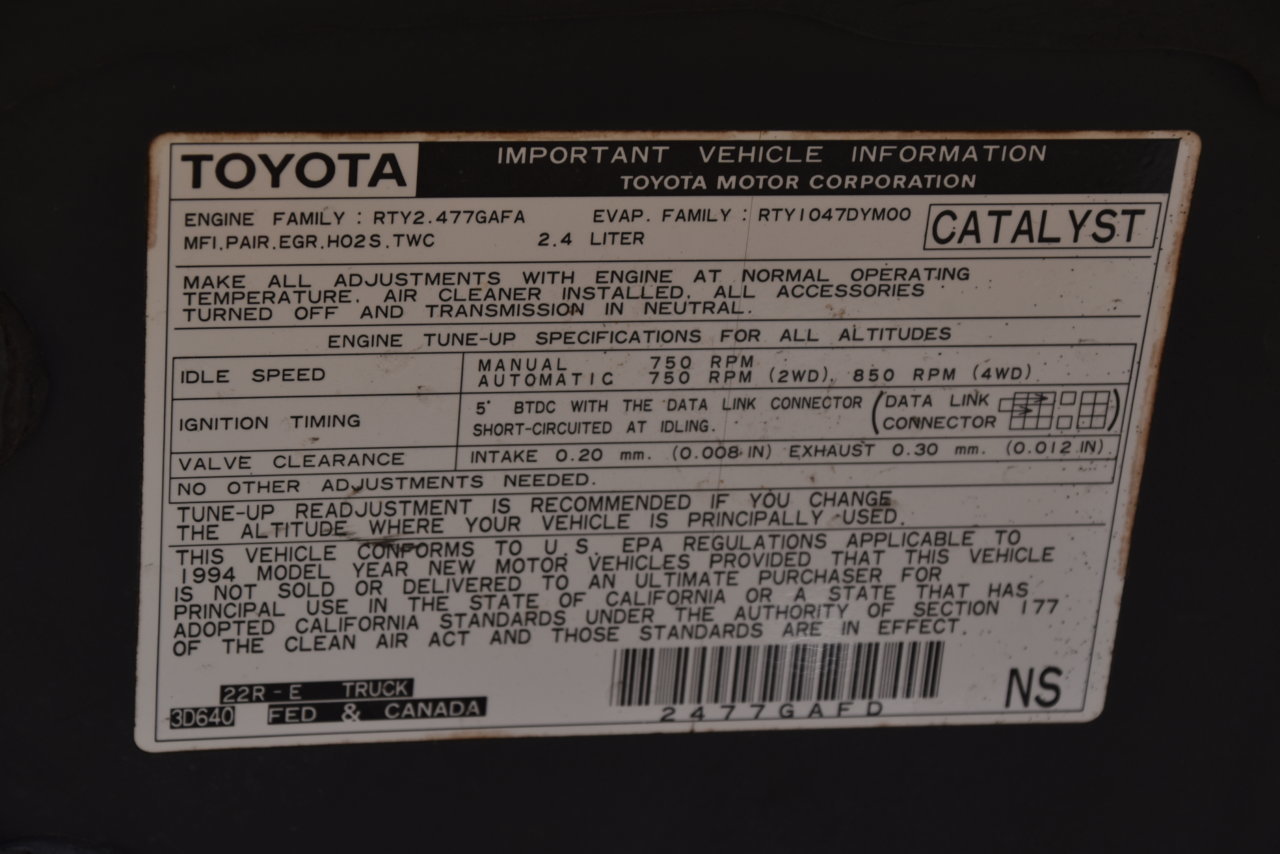 TOYOTA
IMPORTANT VEHICLE INFORMATION
TOYOTA MOTOR CORPORATION
ENGINE FAMILY : RTY2.477GAFA EVAP. FAMILY : RTY1047DYM00
MFI,PAIR,EGR,HO2S,TWC 2.4 LITER
CATALYST
MAKE ALL ADJUSTMENTS WITH ENGINE AT NORMAL OPERATING
TEMPERATURE, AIR CLEANER INSTALLED, ALL ACCESSORIES
TURNED OFF AND TRANSMISSION IN NEUTRAL.
ENGINE TUNE-UP SPECIFICATIONS FOR ALL ALTITUDES
IDLE SPEED
MANUAL 750 RPM
AUTOMATIC 750 RPM (2WD), 850 RPM (4WD)
IGNITION TIMING
5° BTDC WITH THE DATA LINK CONNECTOR
SHORT-CIRCUITED AT IDLING.
(DATA LINK
CONNECTOR)
VALVE CLEARANCE
INTAKE 0.20 mm. (0.008 IN) EXHAUST 0.30 mm. (0.012 IN).
NO OTHER ADJUSTMENTS NEEDED.
TUNE-UP READJUSTMENT IS RECOMMENDED IF YOU CHANGE
THE ALTITUDE WHERE YOUR VEHICLE IS PRINCIPALLY USED.
THIS VEHICLE CONFORMS TO U.S. EPA REGULATIONS APPLICABLE TO
1994 MODEL YEAR NEW MOTOR VEHICLES PROVIDED THAT THIS VEHICLE
IS NOT SOLD OR DELIVERED TO AN ULTIMATE PURCHASER FOR
PRINCIPAL USE IN THE STATE OF CALIFORNIA OR A STATE THAT HAS
ADOPTED CALIFORNIA STANDARDS UNDER THE AUTHORITY OF SECTION 177
OF THE CLEAN AIR ACT AND THOSE STANDARDS ARE IN EFFECT.
22R-E TRUCK
3D640 FED & CANADA
2477GAFD
NS